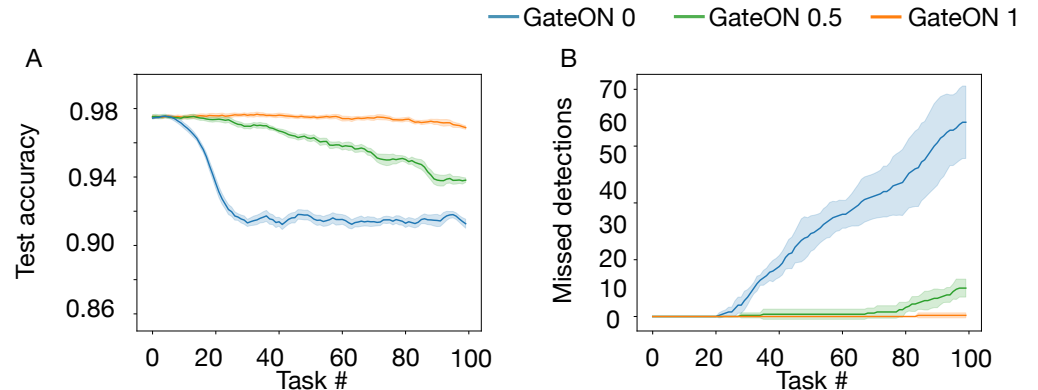 GateON 0 GateON 0.5 GateON 1
A
B
Test accuracy
0.98
0.94
0.90
0.86
0 20 40 60 80 100
Task #
Missed detections
70
60
50
40
30
20
10
0
0 20 40 60 80 100
Task #